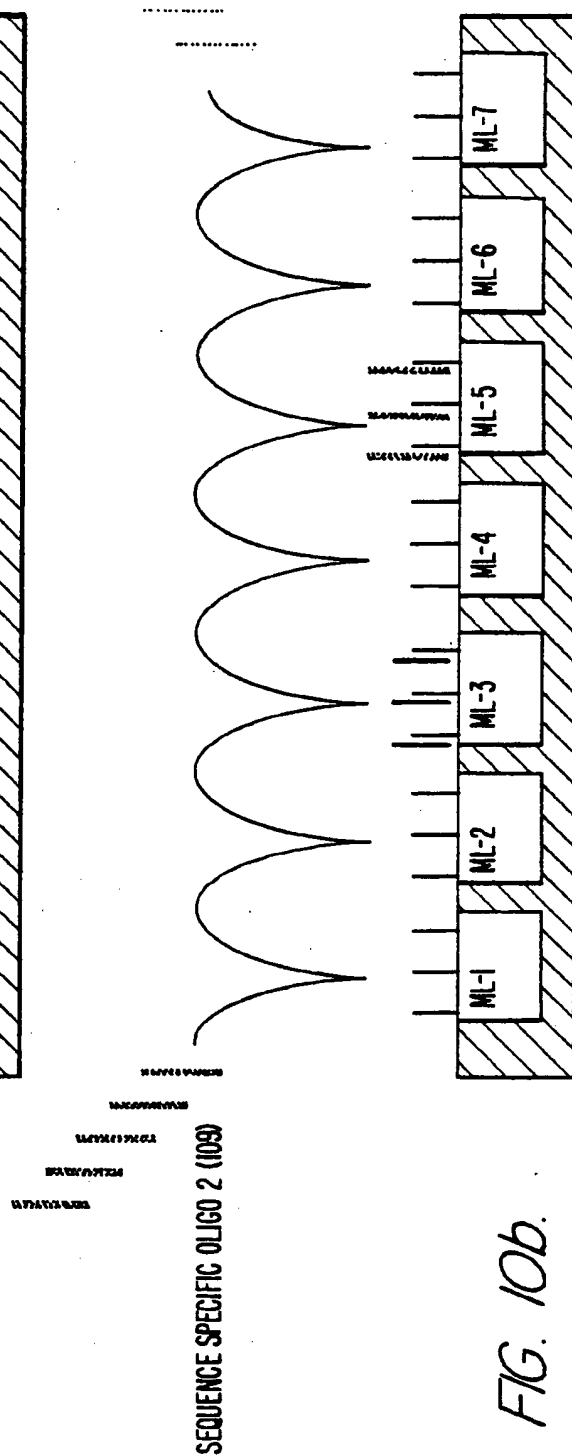 SEQUENCE SPECIFIC OLIGO 2 (109)
ML-1
ML-2
ML-3
ML-4
ML-5
ML-6
ML-7
FIG. 10b.